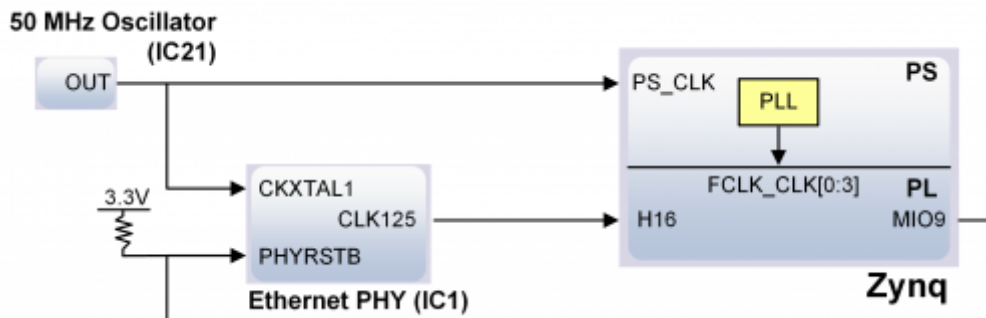 50 MHz Oscillator
(IC21)
OUT
PS_CLK
PS
PLL
3.3V
CKXTAL1
FCLK_CLK[0:3]
PL
CLK125
H16
MIO9
PHYRSTB
Ethernet PHY (IC1)
Zynq